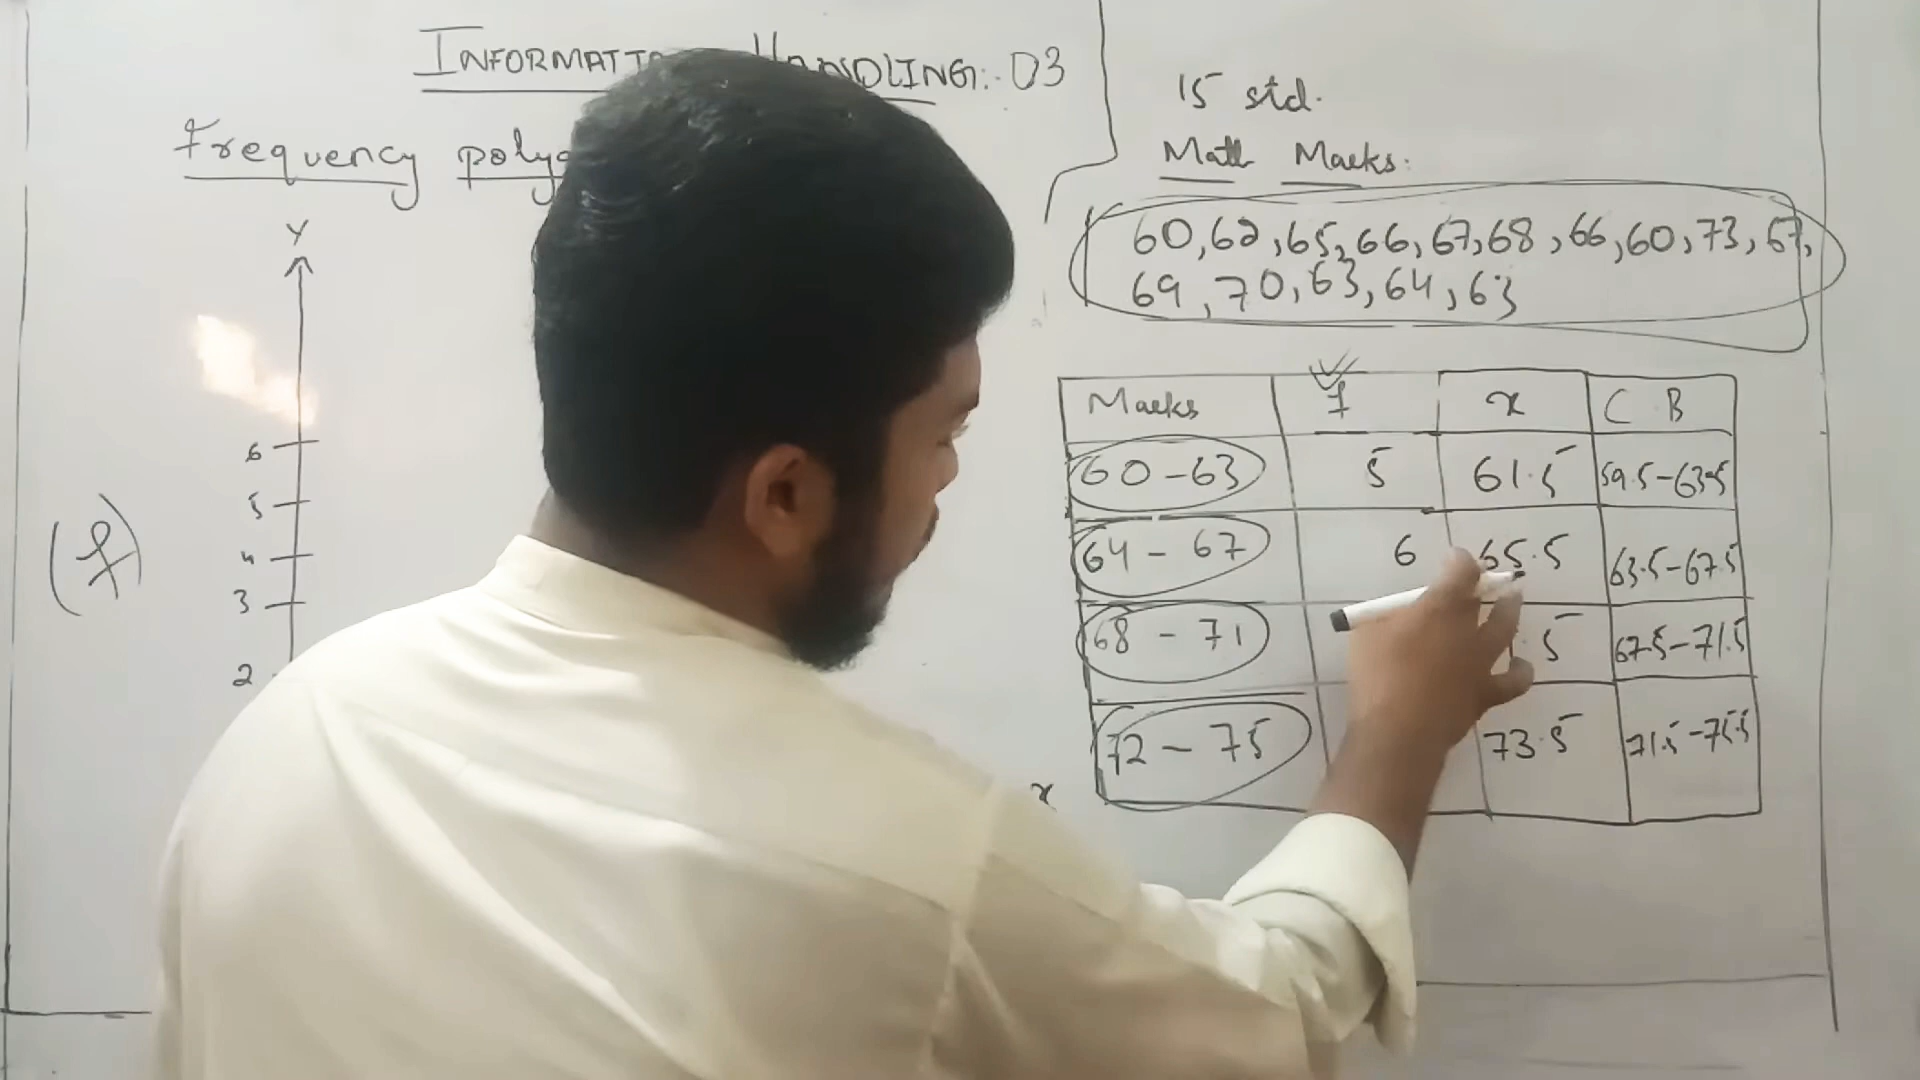 INFORMATIO HANDLING:. 03
Frequency polyg
Y
6
5
4
3
2
(f)
x
15 std.
Math Marks.
60,62,65,66,67,68,66,60,73,67,
69,70,63,64,63
Marks f x C B
60-63 5 61.5 59.5-63.5
64-67 6 65.5 63.5-67.5
68-71 .5 67.5-71.5
72-75 73.5 71.5-75.5